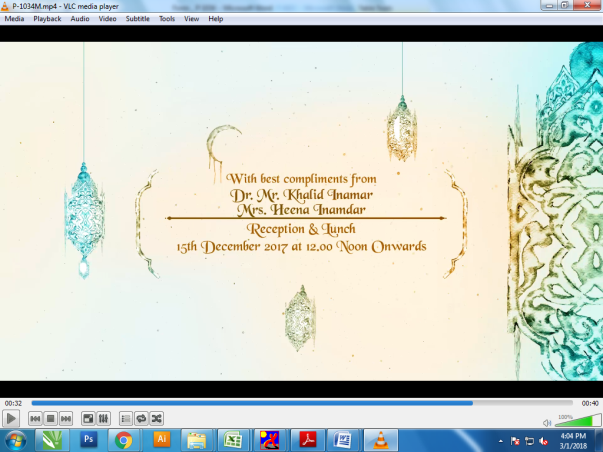 P-1034M.mp4 - VLC media player
Media Playback Audio Video Subtitle Tools View Help
With best compliments from
Dr. Mr. Khalid Inamar
Mrs. Heena Inamdar
Reception & Lunch
15th December 2017 at 12.00 Noon Onwards
00:32
00:40
100%
Ps
Ai
4:04 PM
3/1/2018